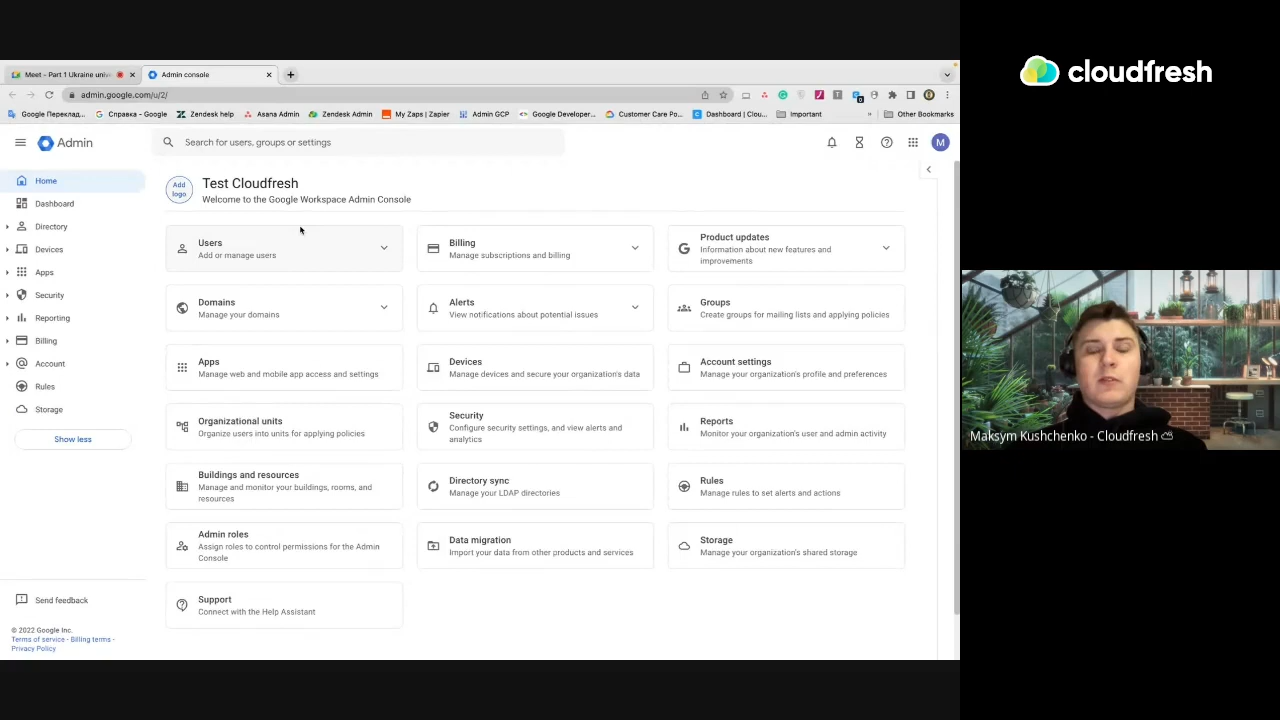 Meet – Part 1 Ukraine univ
Admin console
admin.google.com/u/2/
Google Переклад...
Справка – Google
Zendesk help
Asana Admin
Zendesk Admin
My Zaps | Zapier
Admin GCP
Google Developer...
Customer Care Po...
Dashboard | Clou...
Important
Other Bookmarks
Admin
Search for users, groups or settings
M
Home
Dashboard
Directory
Devices
Apps
Security
Reporting
Billing
Account
Rules
Storage
Show less
Send feedback
© 2022 Google Inc.
Terms of service - Billing terms -
Privacy Policy
Add
logo
Test Cloudfresh
Welcome to the Google Workspace Admin Console
Users
Add or manage users
Billing
Manage subscriptions and billing
Product updates
Information about new features and
improvements
Domains
Manage your domains
Alerts
View notifications about potential issues
Groups
Create groups for mailing lists and applying policies
Apps
Manage web and mobile app access and settings
Devices
Manage devices and secure your organization's data
Account settings
Manage your organization's profile and preferences
Organizational units
Organize users into units for applying policies
Security
Configure security settings, and view alerts and
analytics
Reports
Monitor your organization's user and admin activity
Buildings and resources
Manage and monitor your buildings, rooms, and
resources
Directory sync
Manage your LDAP directories
Rules
Manage rules to set alerts and actions
Admin roles
Assign roles to control permissions for the Admin
Console
Data migration
Import your data from other products and services
Storage
Manage your organization's shared storage
Support
Connect with the Help Assistant
cloudfresh
Maksym Kushchenko - Cloudfresh